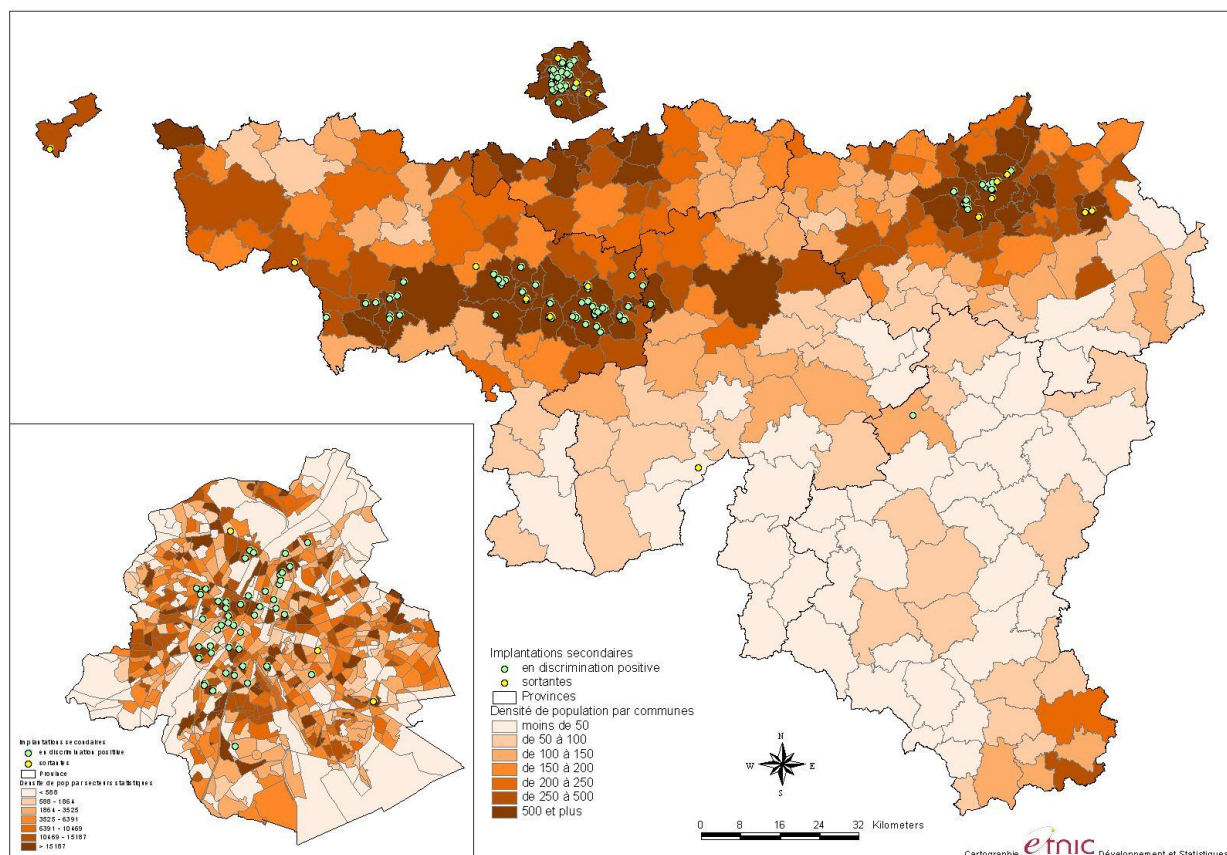 Implantations secondaires
en discrimination positive
sortantes
Provinces
Densité de population par communes
moins de 50
de 50 à 100
de 100 à 150
de 150 à 200
de 200 à 250
de 250 à 500
500 et plus
N
W E
S
0 8 16 24 32 Kilometers
Implantations secondaires
en discrimination positive
sortantes
Province
Densite de pop par secteurs statistiques
< 588
588 - 1864
1864 - 3525
3525 - 6391
6391 - 10469
10469 - 15187
> 15187
Cartographie etnic Développement et Statistiques